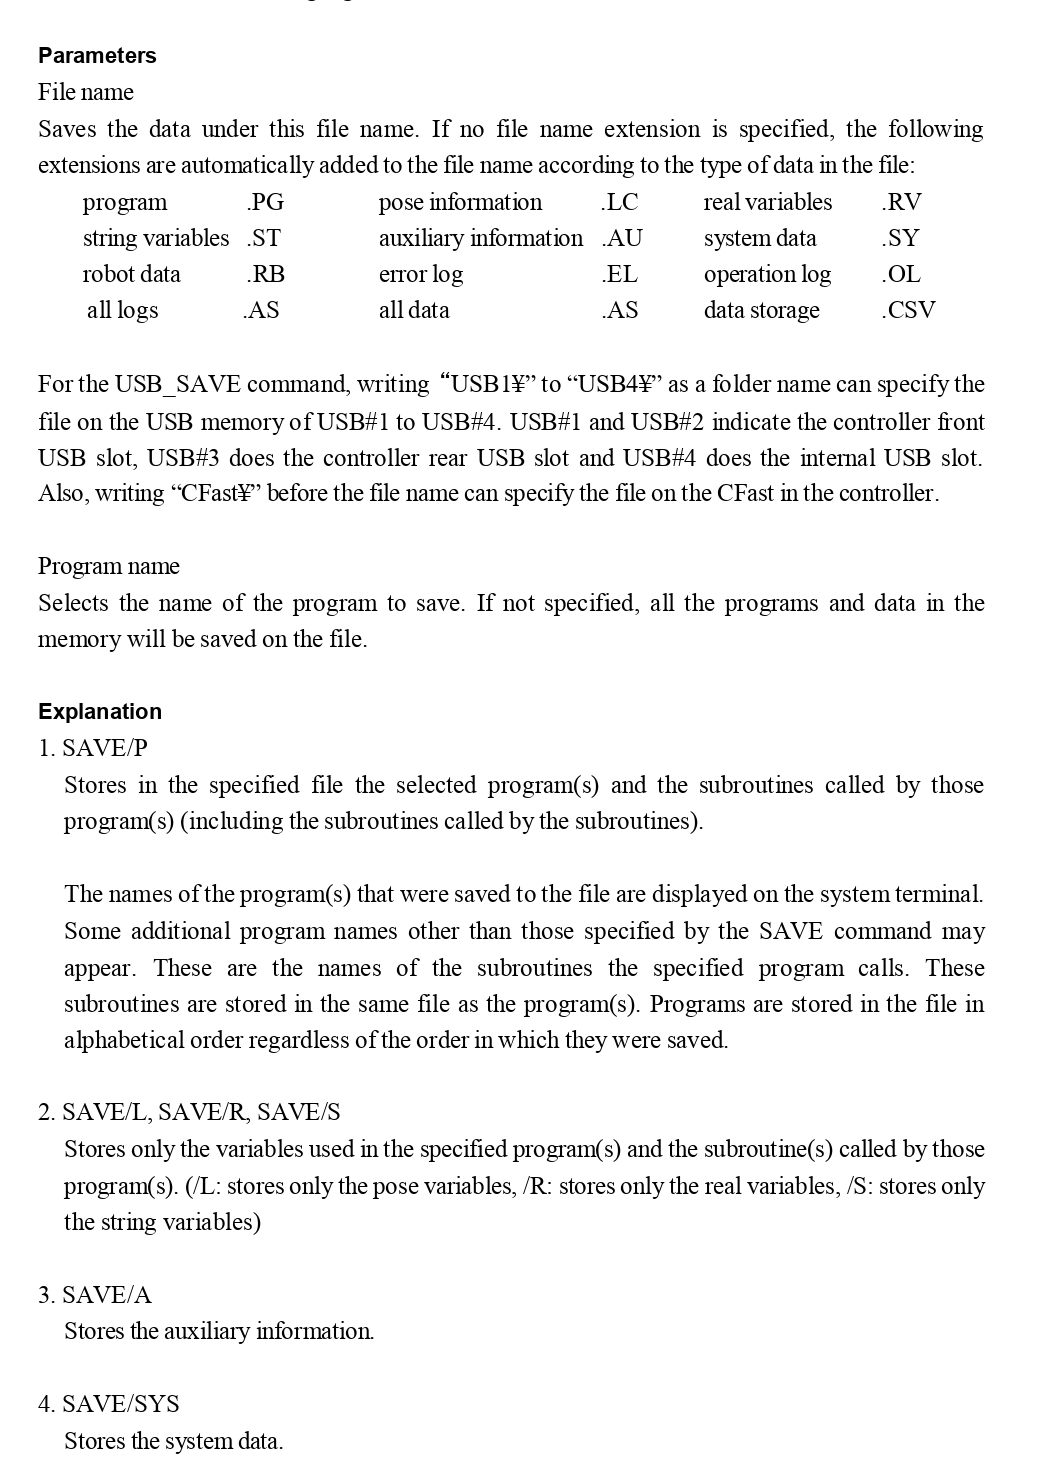 Parameters
File name
Saves the data under this file name. If no file name extension is specified, the following
extensions are automatically added to the file name according to the type of data in the file:
program .PG pose information .LC real variables .RV
string variables .ST auxiliary information .AU system data .SY
robot data .RB error log .EL operation log .OL
all logs .AS all data .AS data storage .CSV
For the USB_SAVE command, writing “USB1¥” to “USB4¥” as a folder name can specify the
file on the USB memory of USB#1 to USB#4. USB#1 and USB#2 indicate the controller front
USB slot, USB#3 does the controller rear USB slot and USB#4 does the internal USB slot.
Also, writing “CFast¥” before the file name can specify the file on the CFast in the controller.
Program name
Selects the name of the program to save. If not specified, all the programs and data in the
memory will be saved on the file.
Explanation
1. SAVE/P
Stores in the specified file the selected program(s) and the subroutines called by those
program(s) (including the subroutines called by the subroutines).
The names of the program(s) that were saved to the file are displayed on the system terminal.
Some additional program names other than those specified by the SAVE command may
appear. These are the names of the subroutines the specified program calls. These
subroutines are stored in the same file as the program(s). Programs are stored in the file in
alphabetical order regardless of the order in which they were saved.
2. SAVE/L, SAVE/R, SAVE/S
Stores only the variables used in the specified program(s) and the subroutine(s) called by those
program(s). (/L: stores only the pose variables, /R: stores only the real variables, /S: stores only
the string variables)
3. SAVE/A
Stores the auxiliary information.
4. SAVE/SYS
Stores the system data.